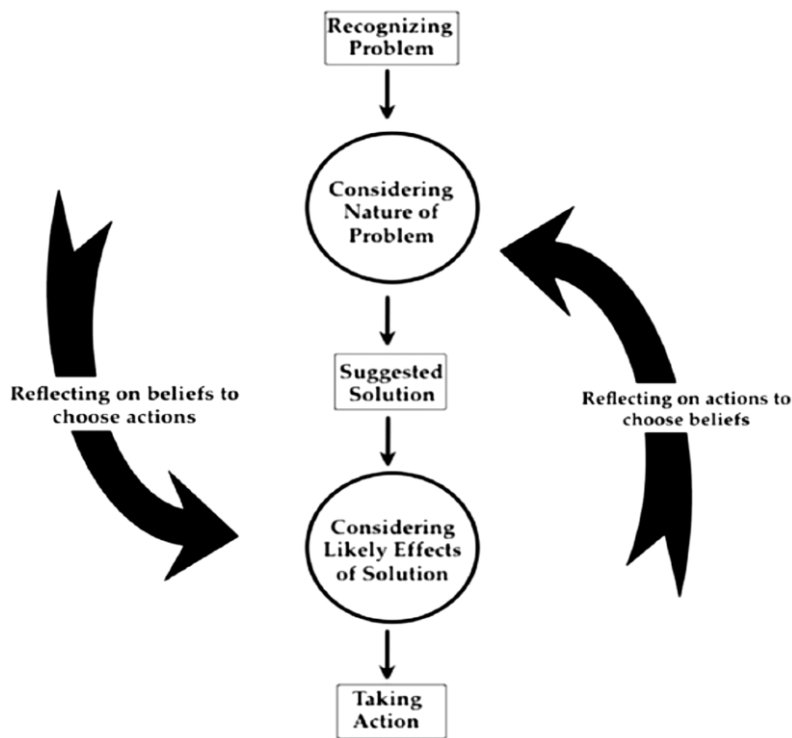 Recognizing
Problem
Considering
Nature of
Problem
Suggested
Solution
Reflecting on beliefs to
choose actions
Reflecting on actions to
choose beliefs
Considering
Likely Effects
of Solution
Taking
Action